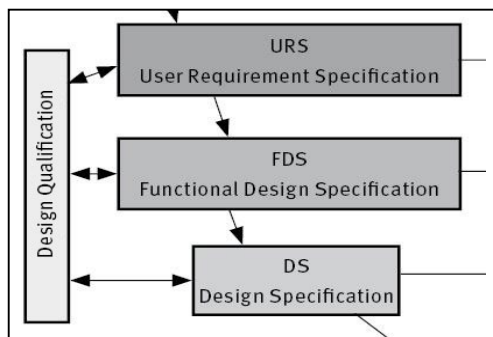 Design Qualification
URS
User Requirement Specification
FDS
Functional Design Specification
DS
Design Specification